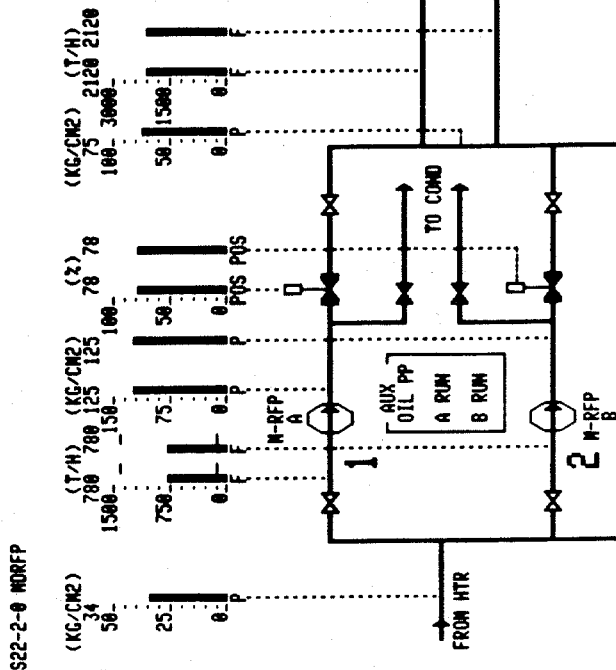 S22-2-0 MDRFP
(KG/CM2) (T/H) (KG/CM2) (%) (KG/CM2) (T/H)
34 780 780 125 125 78 78 75 2120 2120
50 1500 150 100 100 3000
25 750 75 50 50 1500
0 0 0 0 0 0
P F F P P POS POS P F F
M-RFP
A
1
AUX
OIL PP
TO COND
A RUN
FROM HTR
B RUN
2
M-RFP
B